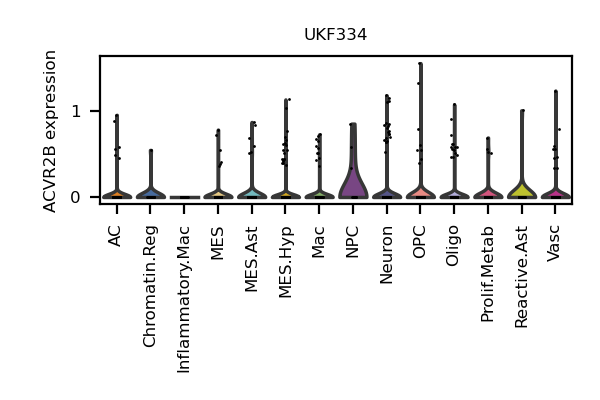 UKF334
ACVR2B expression
1
0
AC
Chromatin.Reg
Inflammatory.Mac
MES
MES.Ast
MES.Hyp
Mac
NPC
Neuron
OPC
Oligo
Prolif.Metab
Reactive.Ast
Vasc